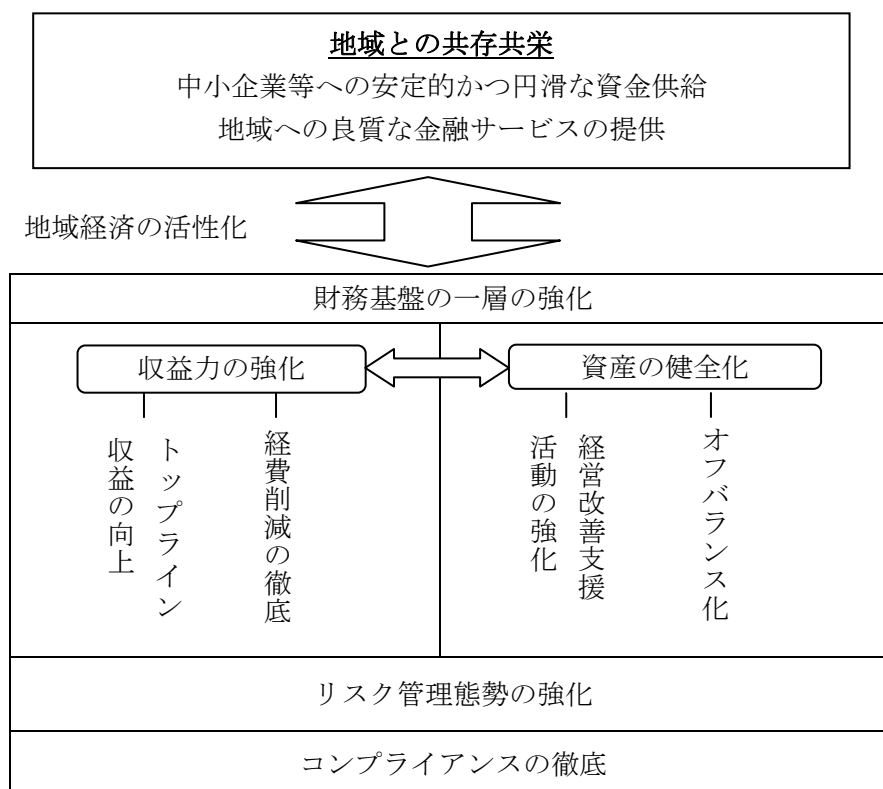 地域との共存共栄
中小企業等への安定的かつ円滑な資金供給
地域への良質な金融サービスの提供
地域経済の活性化
財務基盤の一層の強化
収益力の強化
資産の健全化
トップライン
収益の向上
経費削減の徹底
経営改善支援
活動の強化
オフバランス化
リスク管理態勢の強化
コンプライアンスの徹底